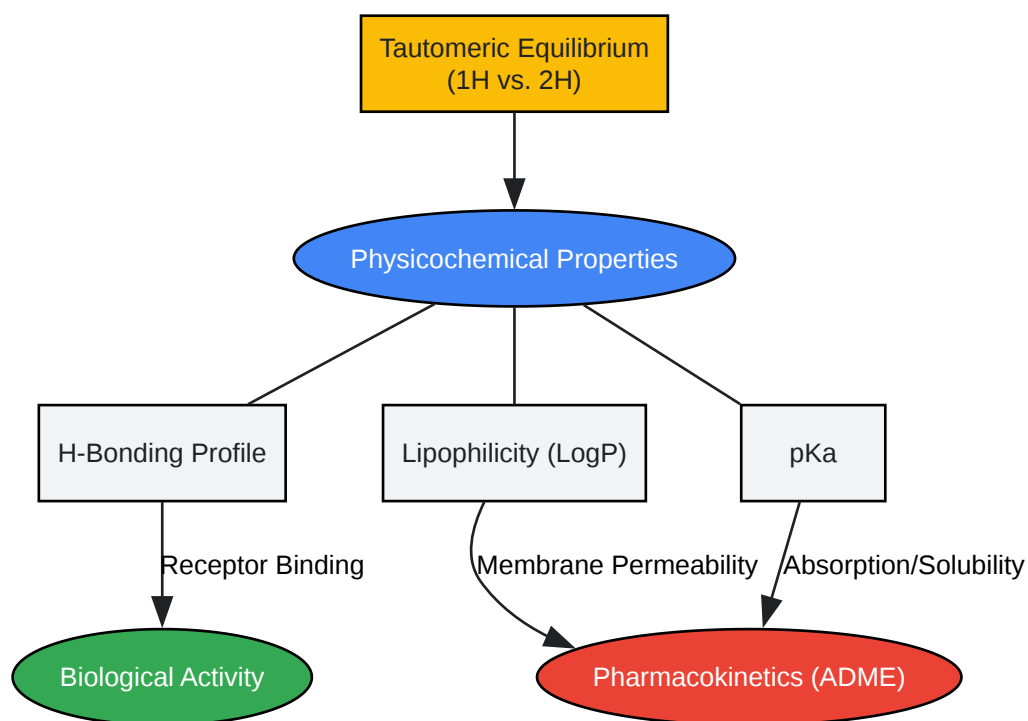 Tautomeric Equilibrium
(1H vs. 2H)
Physicochemical Properties
H-Bonding Profile
Lipophilicity (LogP)
pKa
Receptor Binding
Membrane Permeability
Absorption/Solubility
Biological Activity
Pharmacokinetics (ADME)